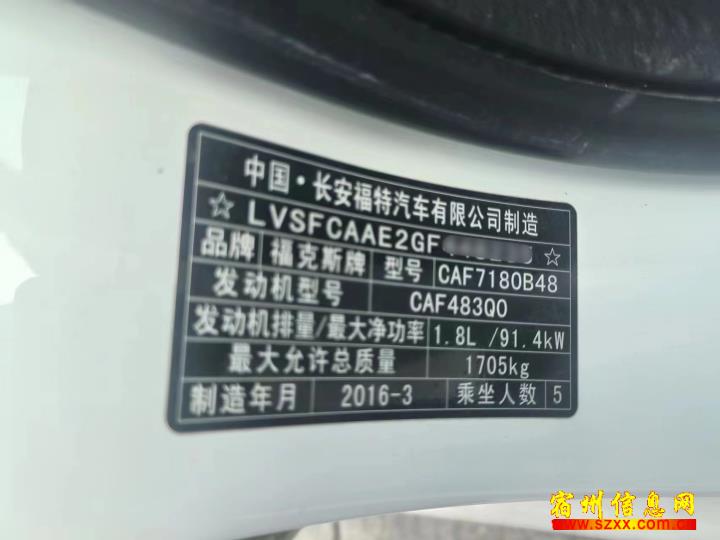 中国·长安福特汽车有限公司制造
☆ LVSFCAAE2GF ☆
品牌 福克斯牌 型号 CAF7180B48
发动机型号 CAF483Q0
发动机排量/最大净功率 1.8L /91.4kW
最大允许总质量 1705kg
制造年月 2016-3 乘坐人数 5
宿州信息网
www.szxx.com.cn